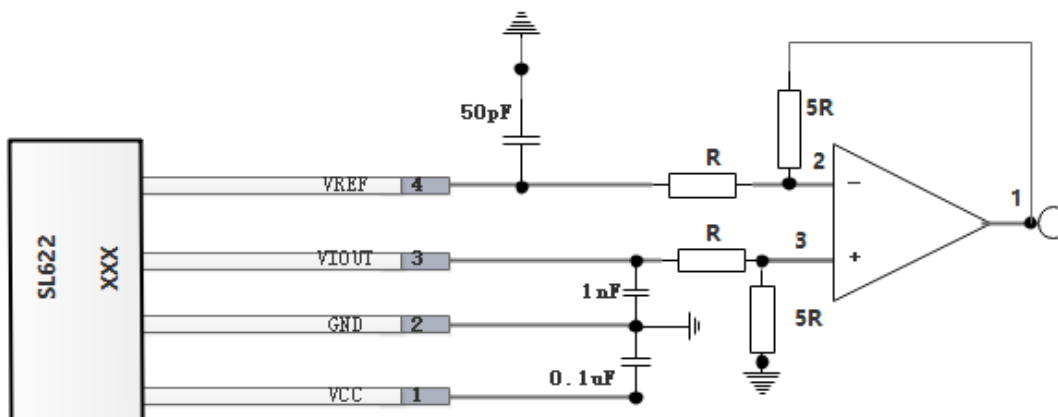 50pF
5R
R
2
1
VREF 4
SL622
XXX
R
3
VIOUT 3
−
+
1nF
GND 2
5R
0.1uF
VCC 1